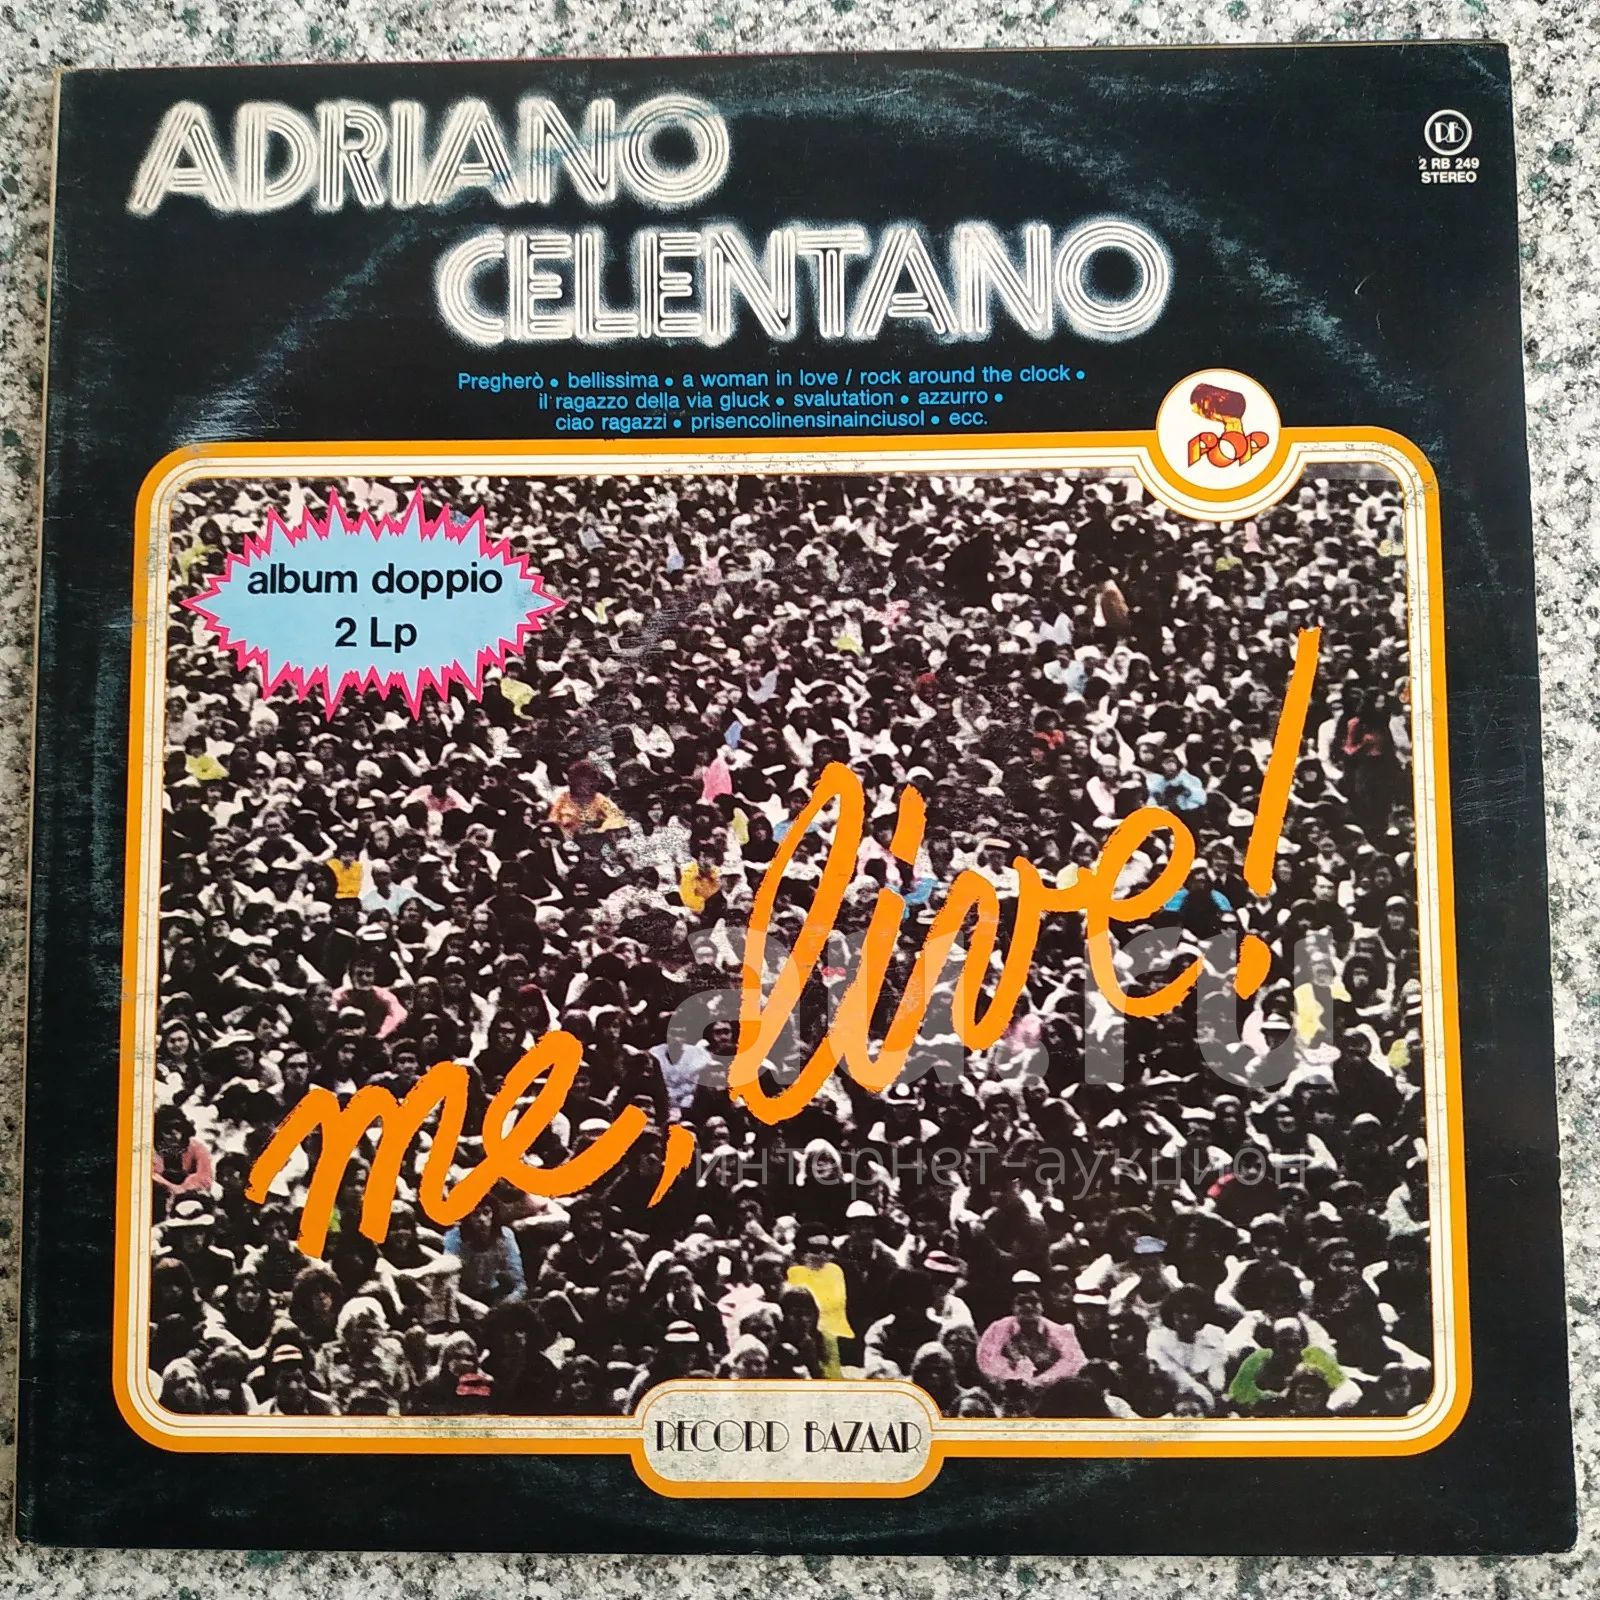 ADRIANO
CELENTANO
RB
2 RB 249
STEREO
Pregherò • bellissima • a woman in love / rock around the clock •
il ragazzo della via gluck • svalutation • azzurro •
ciao ragazzi • prisencolinensinainciusol • ecc.
POP
album doppio
2 Lp
me, live!
au.ru
интернет-аукцион
RECORD BAZAAR